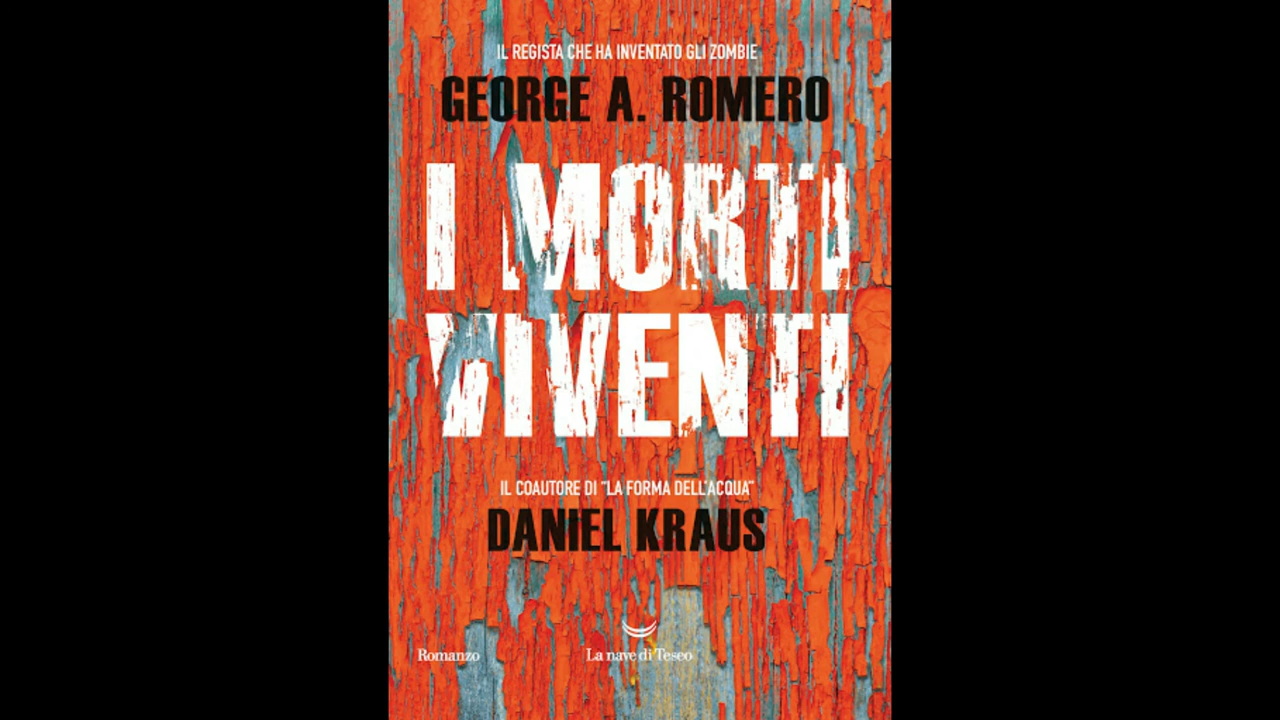 IL REGISTA CHE HA INVENTATO GLI ZOMBIE
GEORGE A. ROMERO
I MORTI
VIVENTI
IL COAUTORE DI "LA FORMA DELL'ACQUA"
DANIEL KRAUS
Romanzo
La nave di Teseo